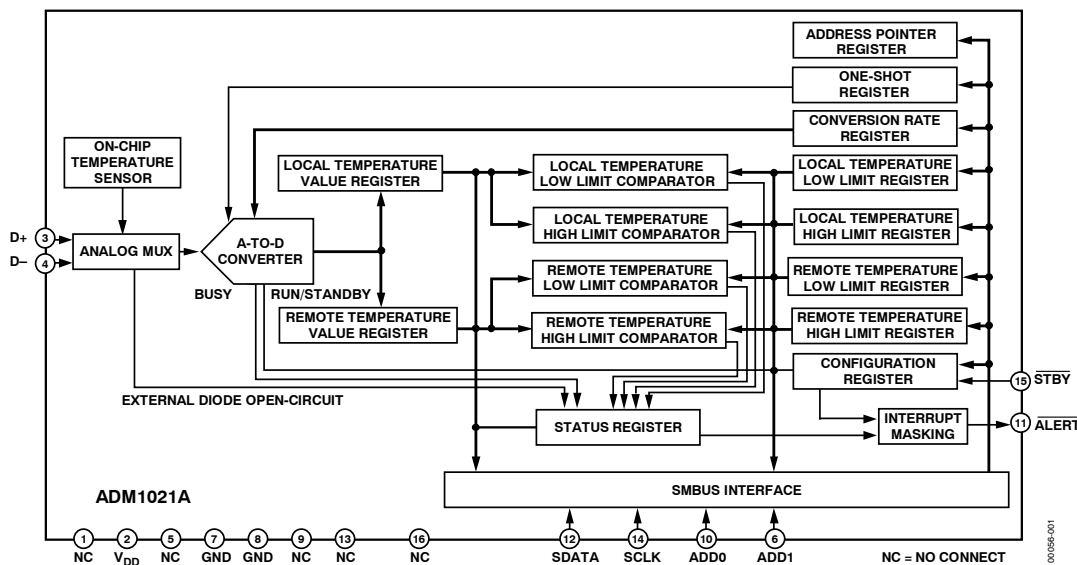 ADDRESS POINTER
REGISTER
ONE-SHOT
REGISTER
CONVERSION RATE
REGISTER
ON-CHIP
TEMPERATURE
SENSOR
LOCAL TEMPERATURE
VALUE REGISTER
LOCAL TEMPERATURE
LOW LIMIT COMPARATOR
LOCAL TEMPERATURE
LOW LIMIT REGISTER
D+ 3
D– 4
ANALOG MUX
A-TO-D
CONVERTER
LOCAL TEMPERATURE
HIGH LIMIT COMPARATOR
LOCAL TEMPERATURE
HIGH LIMIT REGISTER
BUSY
RUN/STANDBY
REMOTE TEMPERATURE
LOW LIMIT COMPARATOR
REMOTE TEMPERATURE
LOW LIMIT REGISTER
REMOTE TEMPERATURE
VALUE REGISTER
REMOTE TEMPERATURE
HIGH LIMIT COMPARATOR
REMOTE TEMPERATURE
HIGH LIMIT REGISTER
CONFIGURATION
REGISTER
15 STBY
EXTERNAL DIODE OPEN-CIRCUIT
STATUS REGISTER
INTERRUPT
MASKING
11 ALERT
SMBUS INTERFACE
ADM1021A
1 2 5 7 8 9 13 16 12 14 10 6
NC VDD NC GND GND NC NC NC SDATA SCLK ADD0 ADD1
NC = NO CONNECT
00056-001